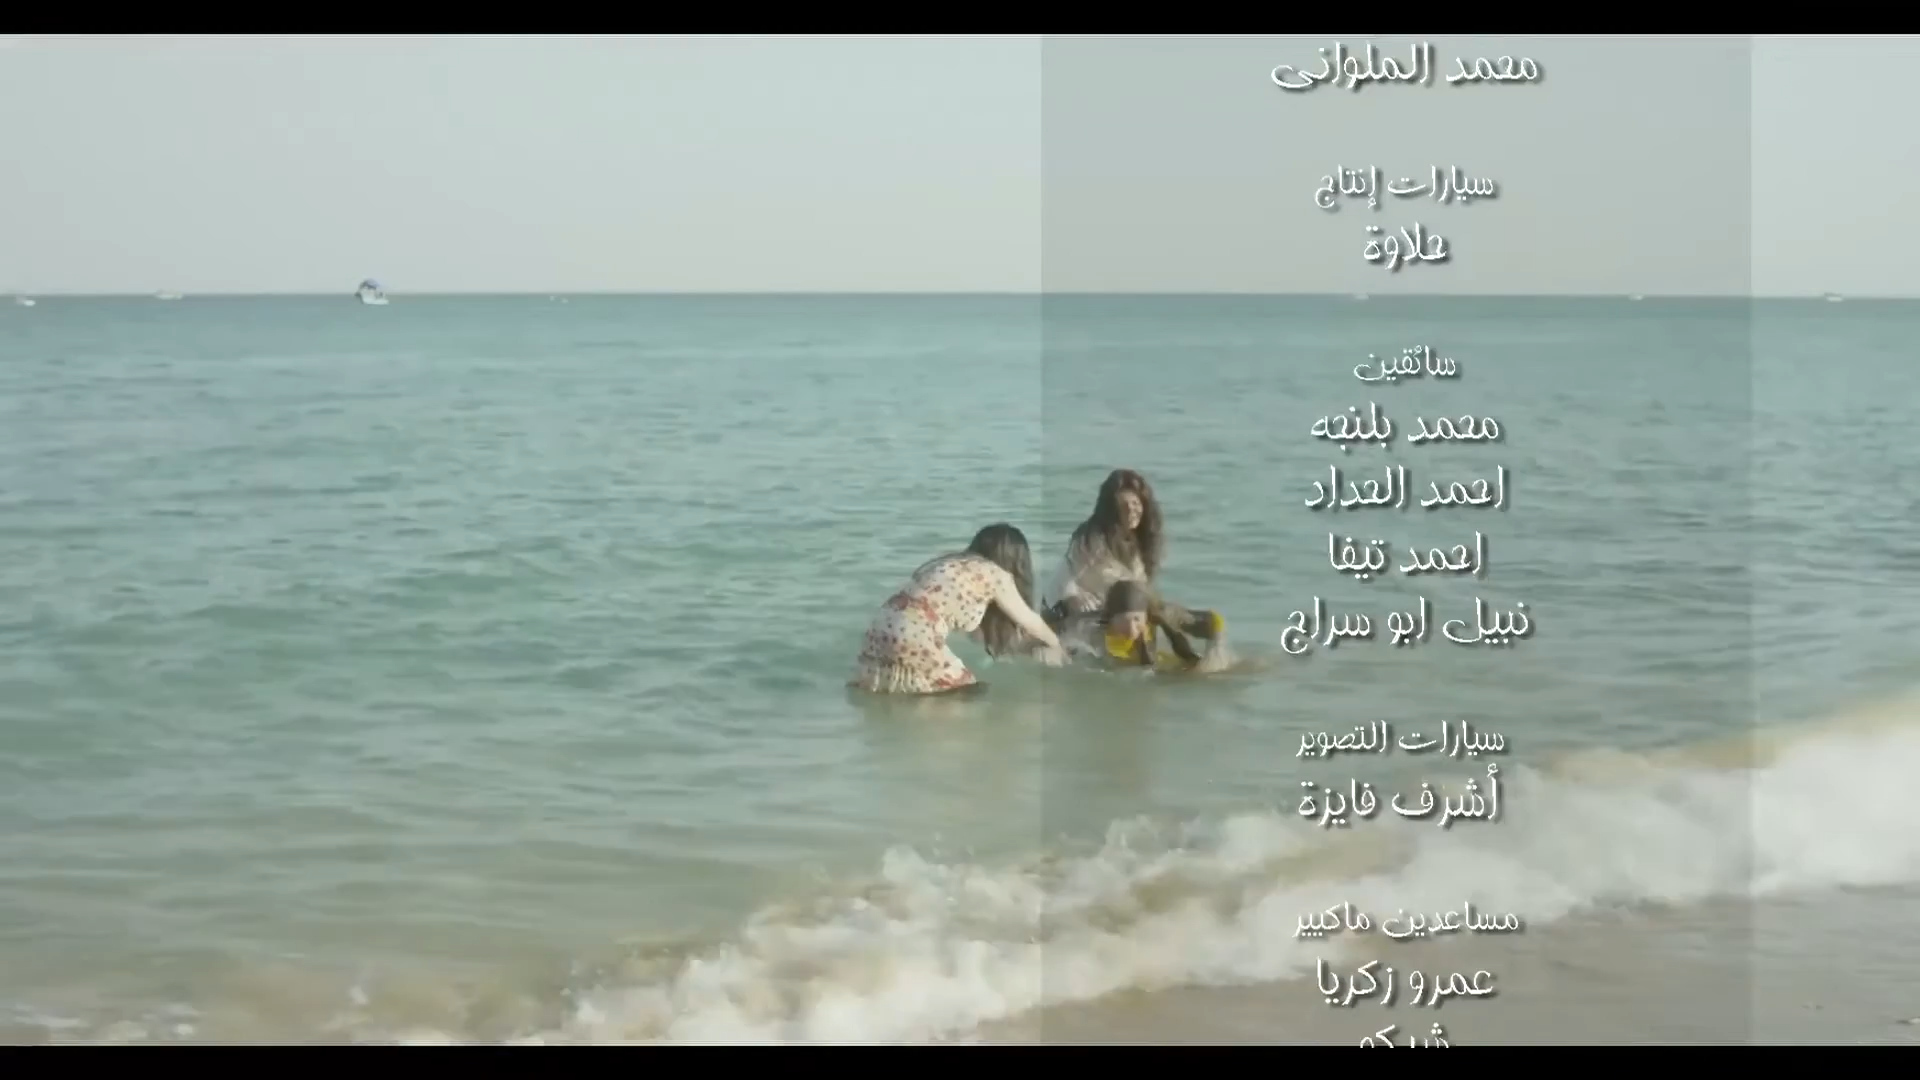 محمد الملوانى
سيارات إنتاج
حلاوة
سائقين
محمد بلنجه
احمد الحداد
احمد تيفا
نبيل ابو سراج
سيارات التصوير
أشرف فايزة
مساعدين ماكيير
عمرو زكريا